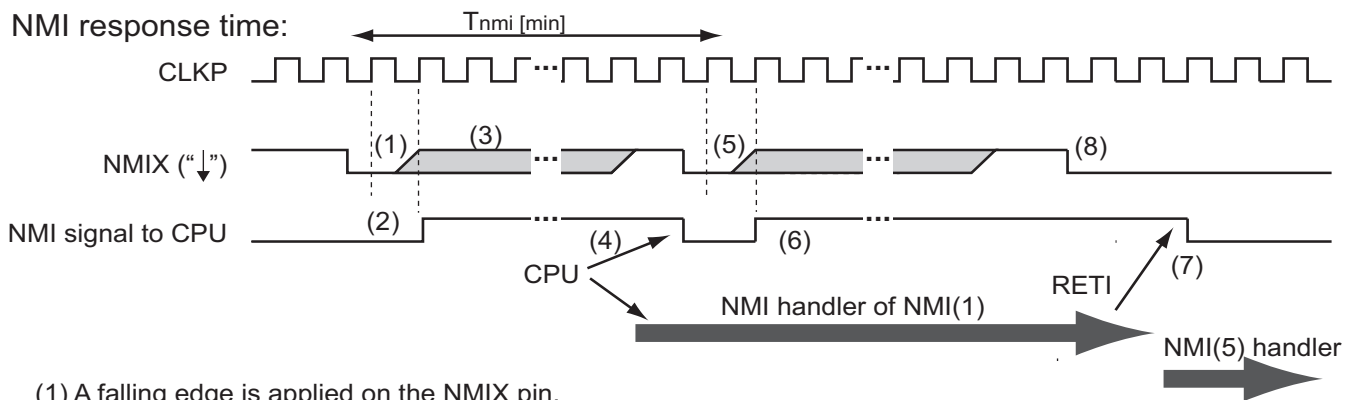 NMI response time:
Tnmi [min]
CLKP
...
...
NMIX (“↓”)
(1)
(3)
...
(5)
...
(8)
NMI signal to CPU
(2)
...
(4)
(6)
...
(7)
CPU
RETI
NMI handler of NMI(1)
NMI(5) handler
(1) A falling edge is applied on the NMIX pin.